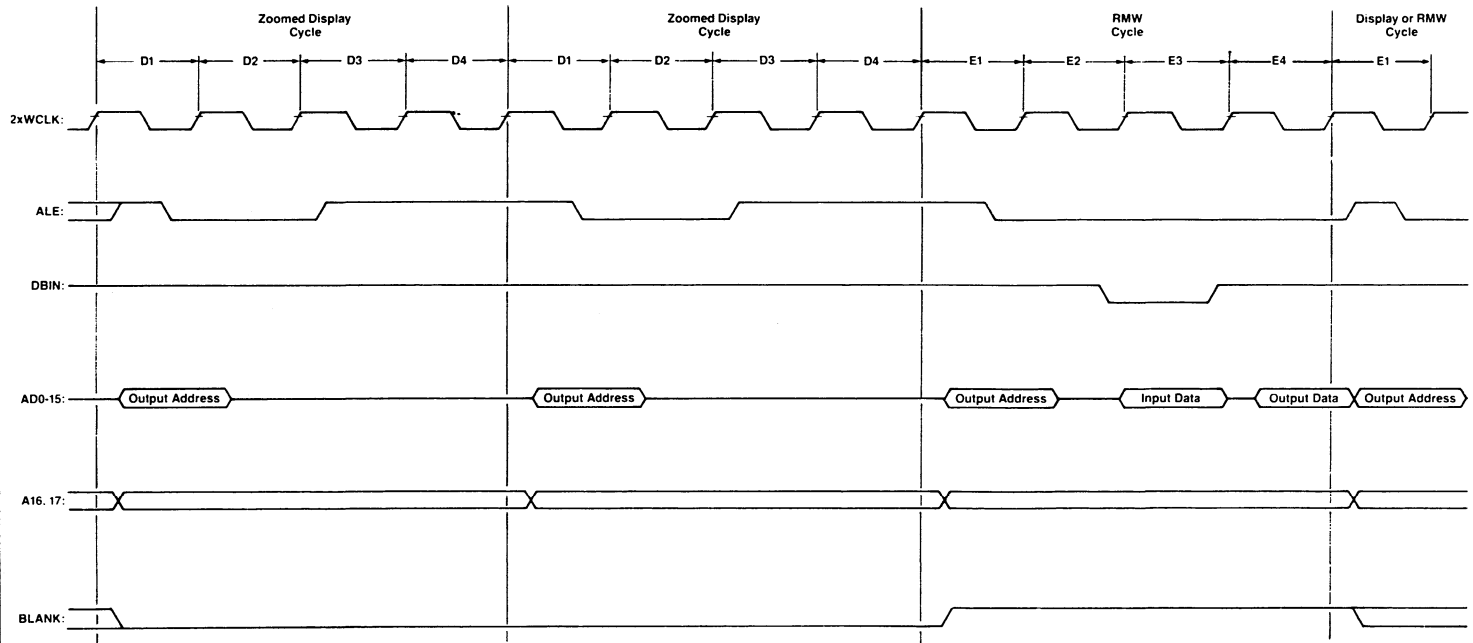 Zoomed Display
Cycle
Zoomed Display
Cycle
RMW
Cycle
Display or RMW
Cycle
D1
D2
D3
D4
D1
D2
D3
D4
E1
E2
E3
E4
E1
2xWCLK:
ALE:
DBIN:
AD0-15:
Output Address
Output Address
Output Address
Input Data
Output Data
Output Address
A16. 17:
BLANK: